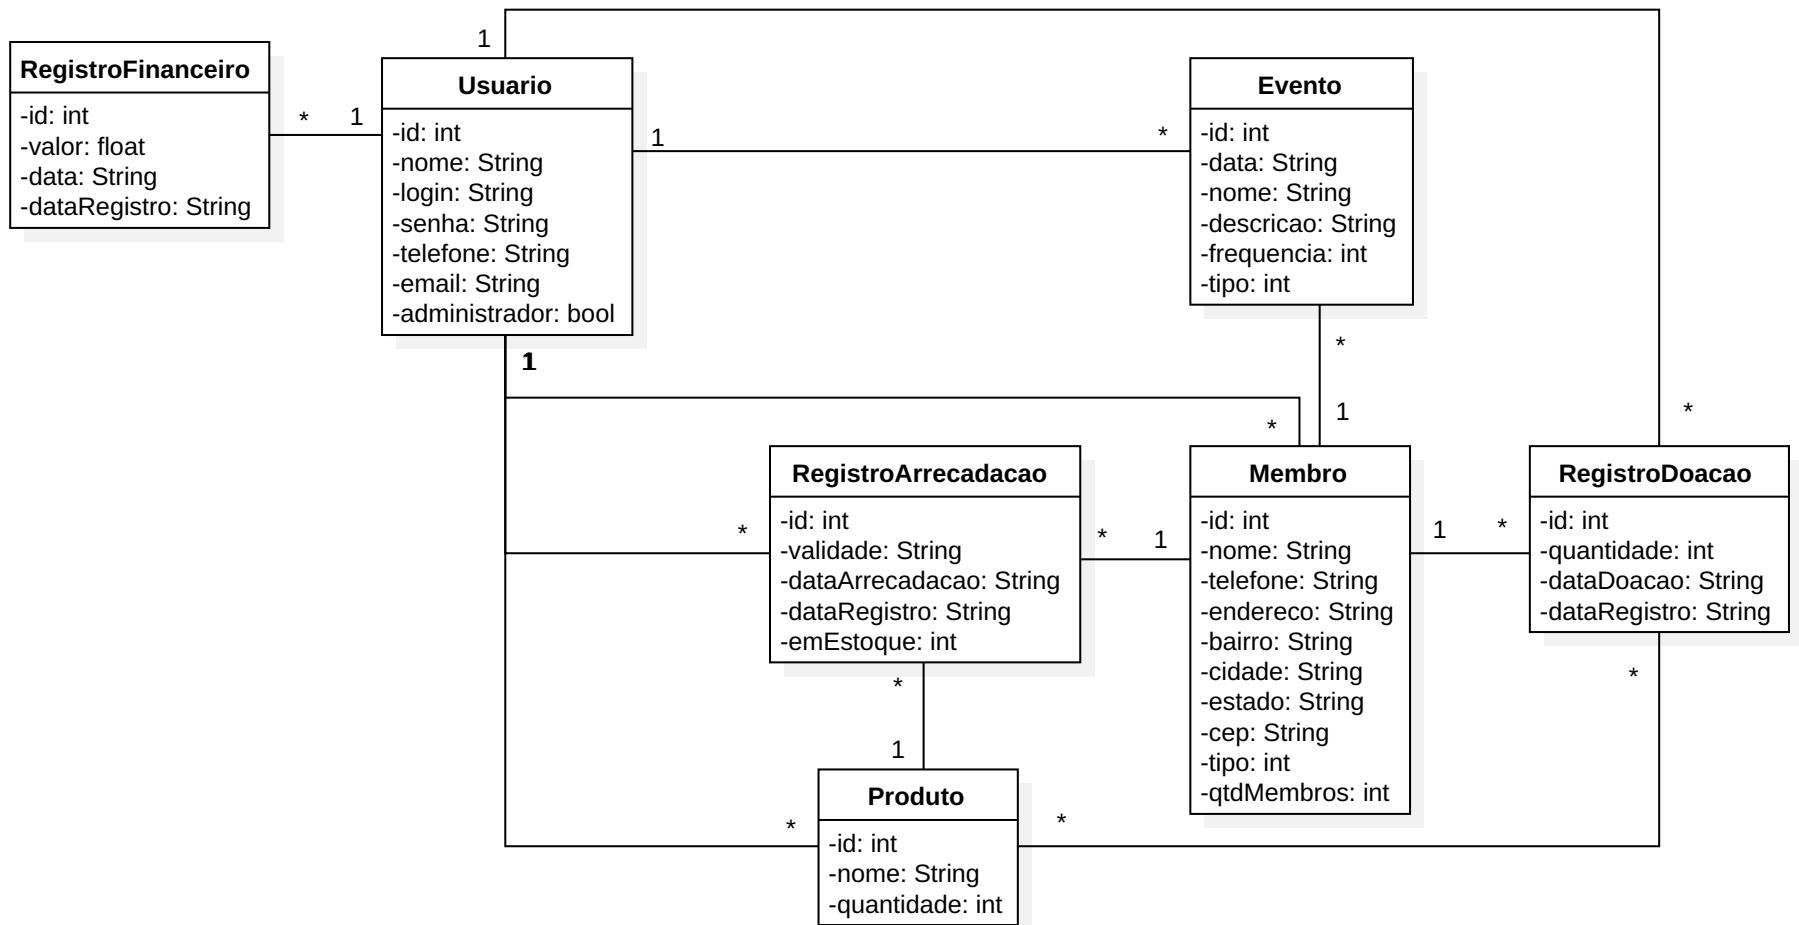 1
RegistroFinanceiro
-id: int
-valor: float
-data: String
-dataRegistro: String
*
1
Usuario
-id: int
-nome: String
-login: String
-senha: String
-telefone: String
-email: String
-administrador: bool
1
*
Evento
-id: int
-data: String
-nome: String
-descricao: String
-frequencia: int
-tipo: int
1
*
1
*
*
*
RegistroArrecadacao
-id: int
-validade: String
-dataArrecadacao: String
-dataRegistro: String
-emEstoque: int
*
1
Membro
-id: int
-nome: String
-telefone: String
-endereco: String
-bairro: String
-cidade: String
-estado: String
-cep: String
-tipo: int
-qtdMembros: int
1
*
RegistroDoacao
-id: int
-quantidade: int
-dataDoacao: String
-dataRegistro: String
*
*
1
*
*
Produto
-id: int
-nome: String
-quantidade: int